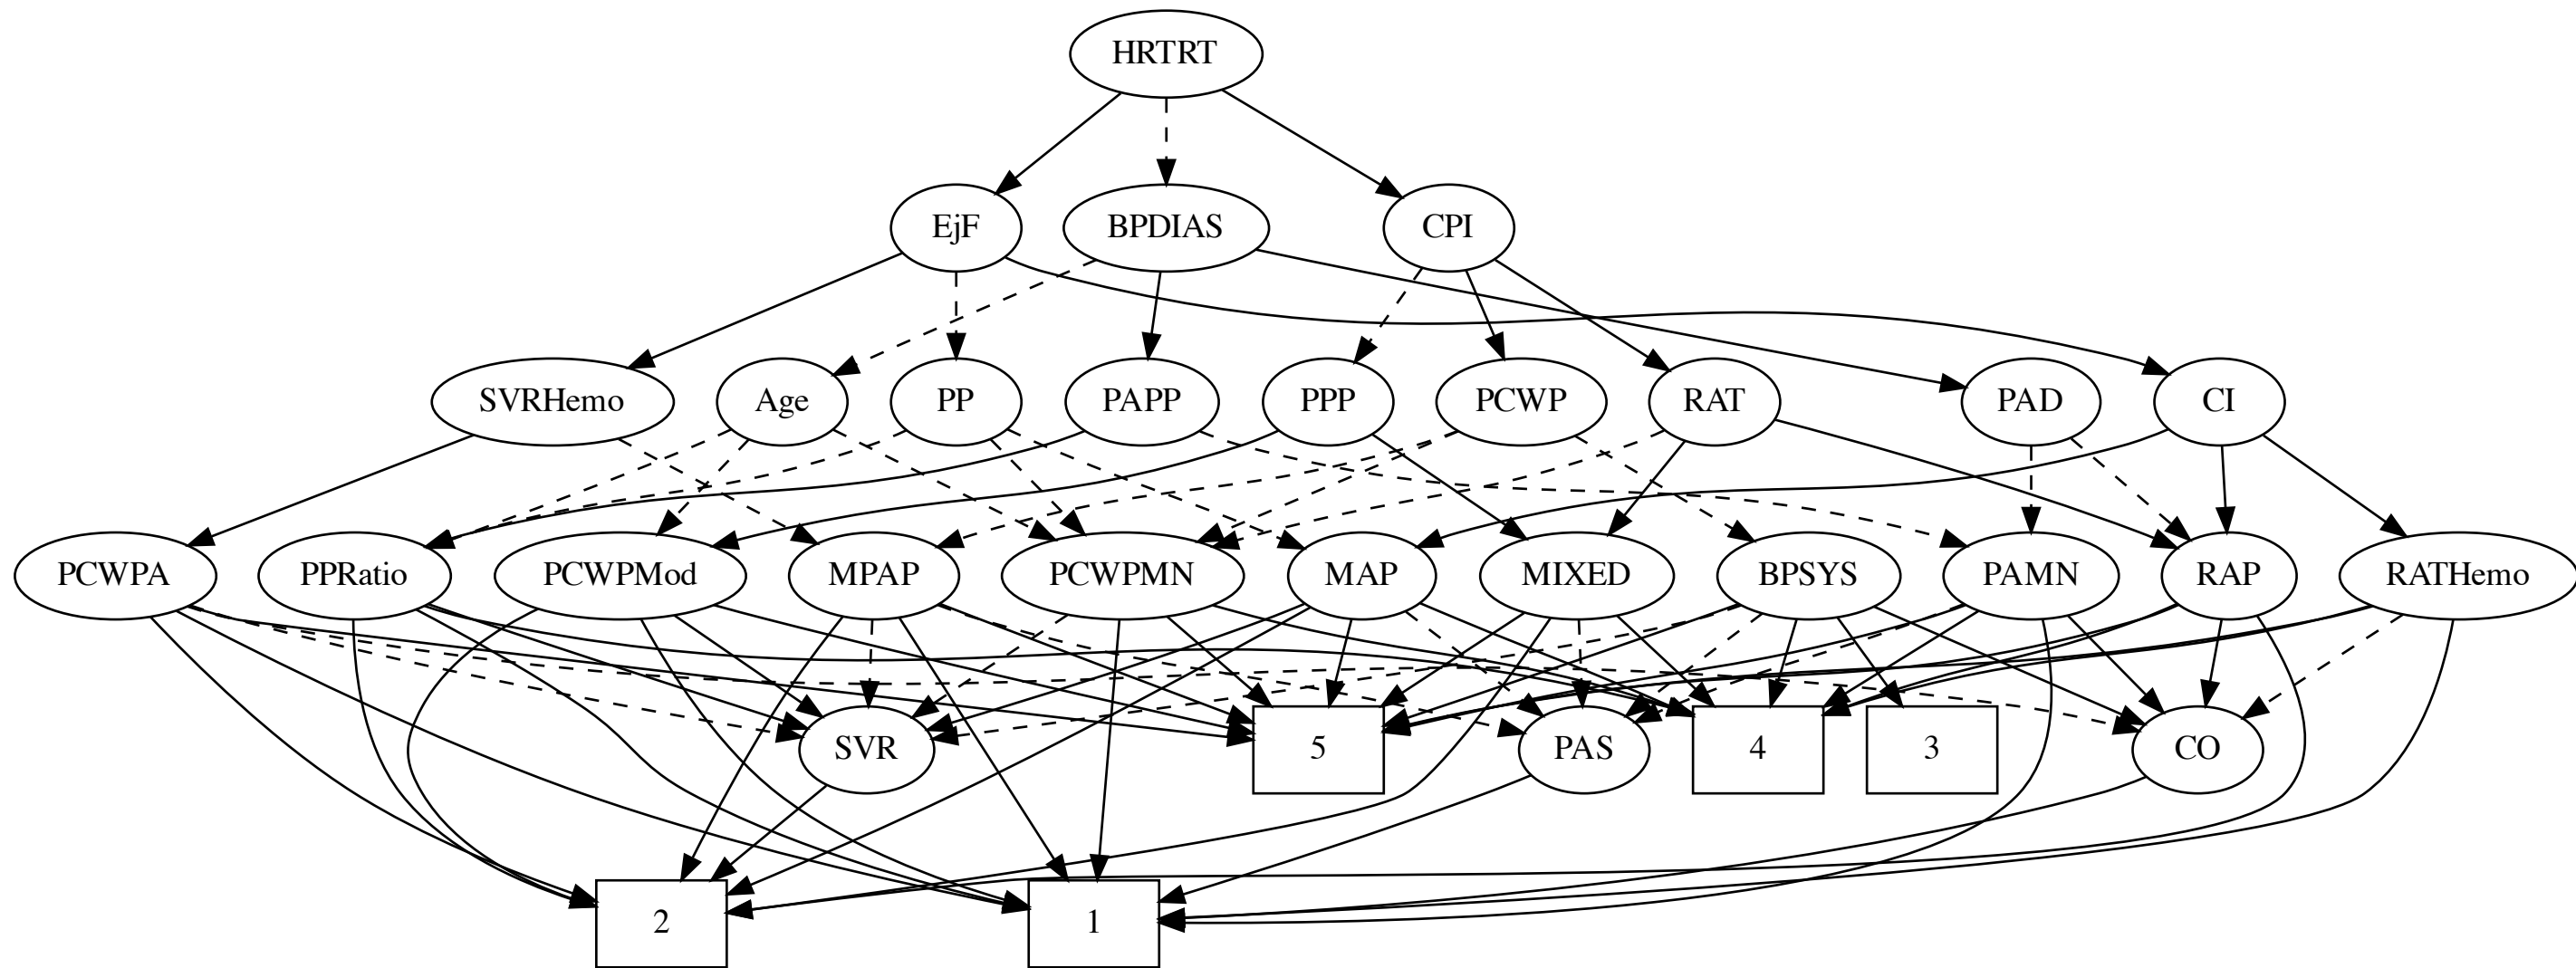 HRTRT
EjF
BPDIAS
CPI
SVRHemo
Age
PP
PAPP
PPP
PCWP
RAT
PAD
CI
PCWPA
PPRatio
PCWPMod
MPAP
PCWPMN
MAP
MIXED
BPSYS
PAMN
RAP
RATHemo
SVR
5
PAS
4
3
CO
2
1